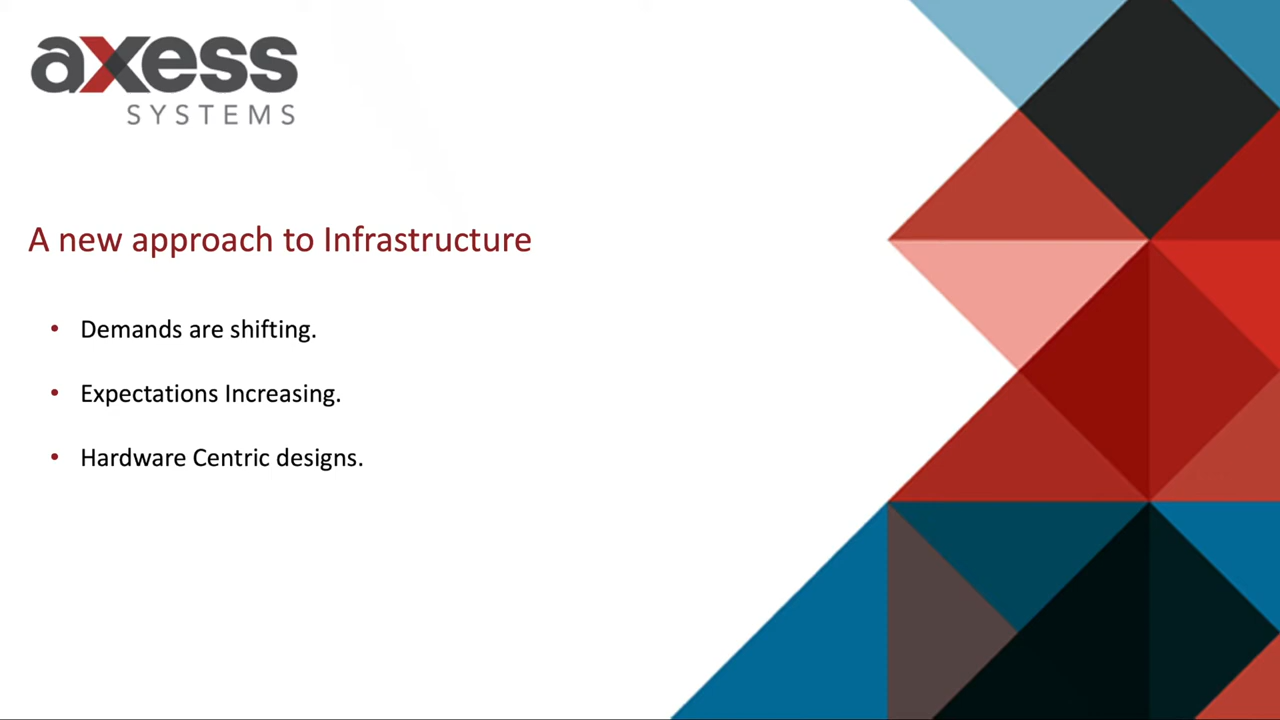 axess
SYSTEMS
A new approach to Infrastructure
• Demands are shifting.
• Expectations Increasing.
• Hardware Centric designs.